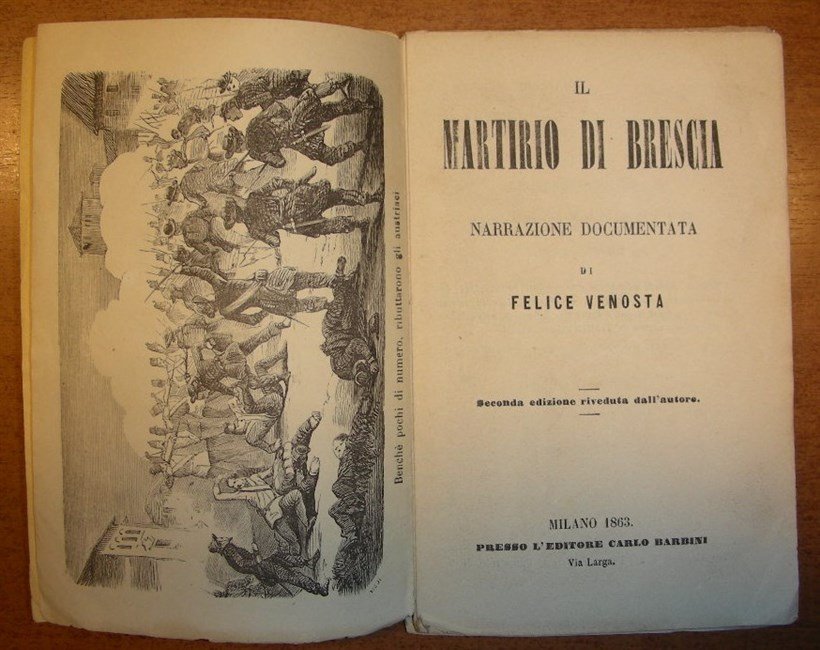 Benchè pochi di numero, ributtarono gli austriaci
IL
MARTIRIO DI BRESCIA
NARRAZIONE DOCUMENTATA
DI
FELICE VENOSTA
Seconda edizione riveduta dall'autore.
MILANO 1863.
PRESSO L'EDITORE CARLO BARBINI
Via Larga.